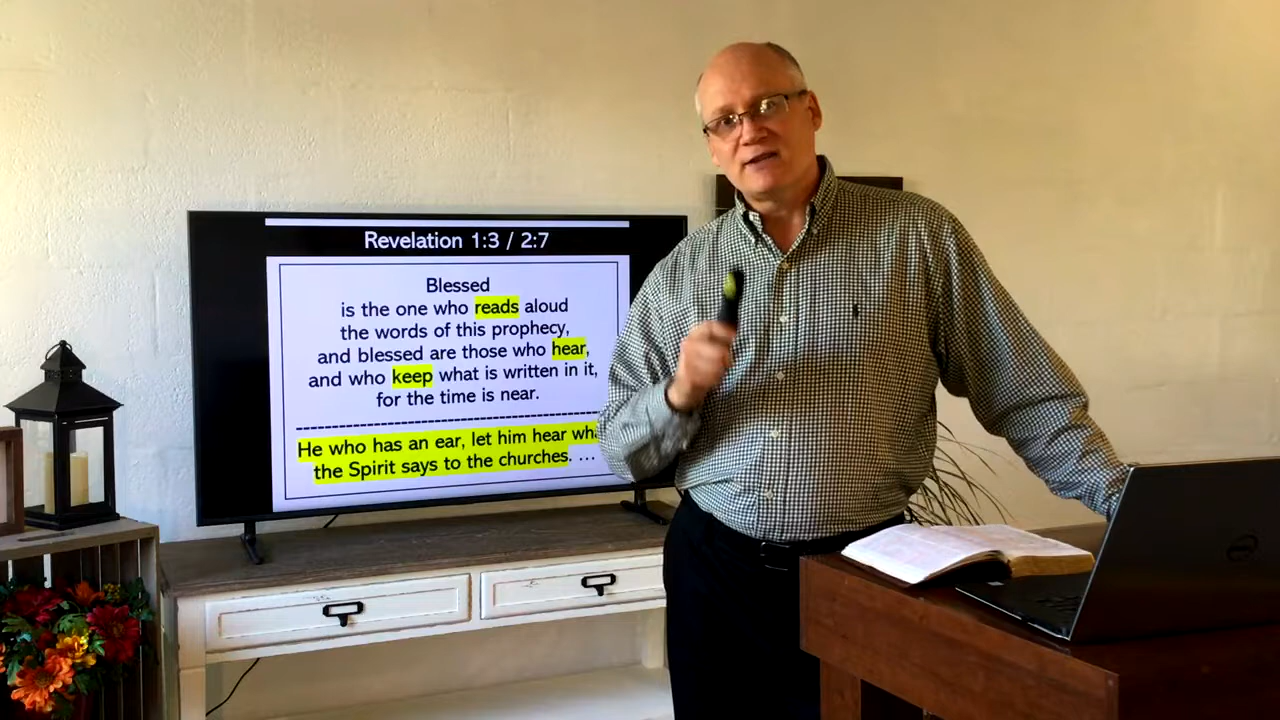 Revelation 1:3 / 2:7
Blessed
is the one who reads aloud
the words of this prophecy,
and blessed are those who hear,
and who keep what is written in it,
for the time is near.
He who has an ear, let him hear
the Spirit says to the churches. ...
DELL